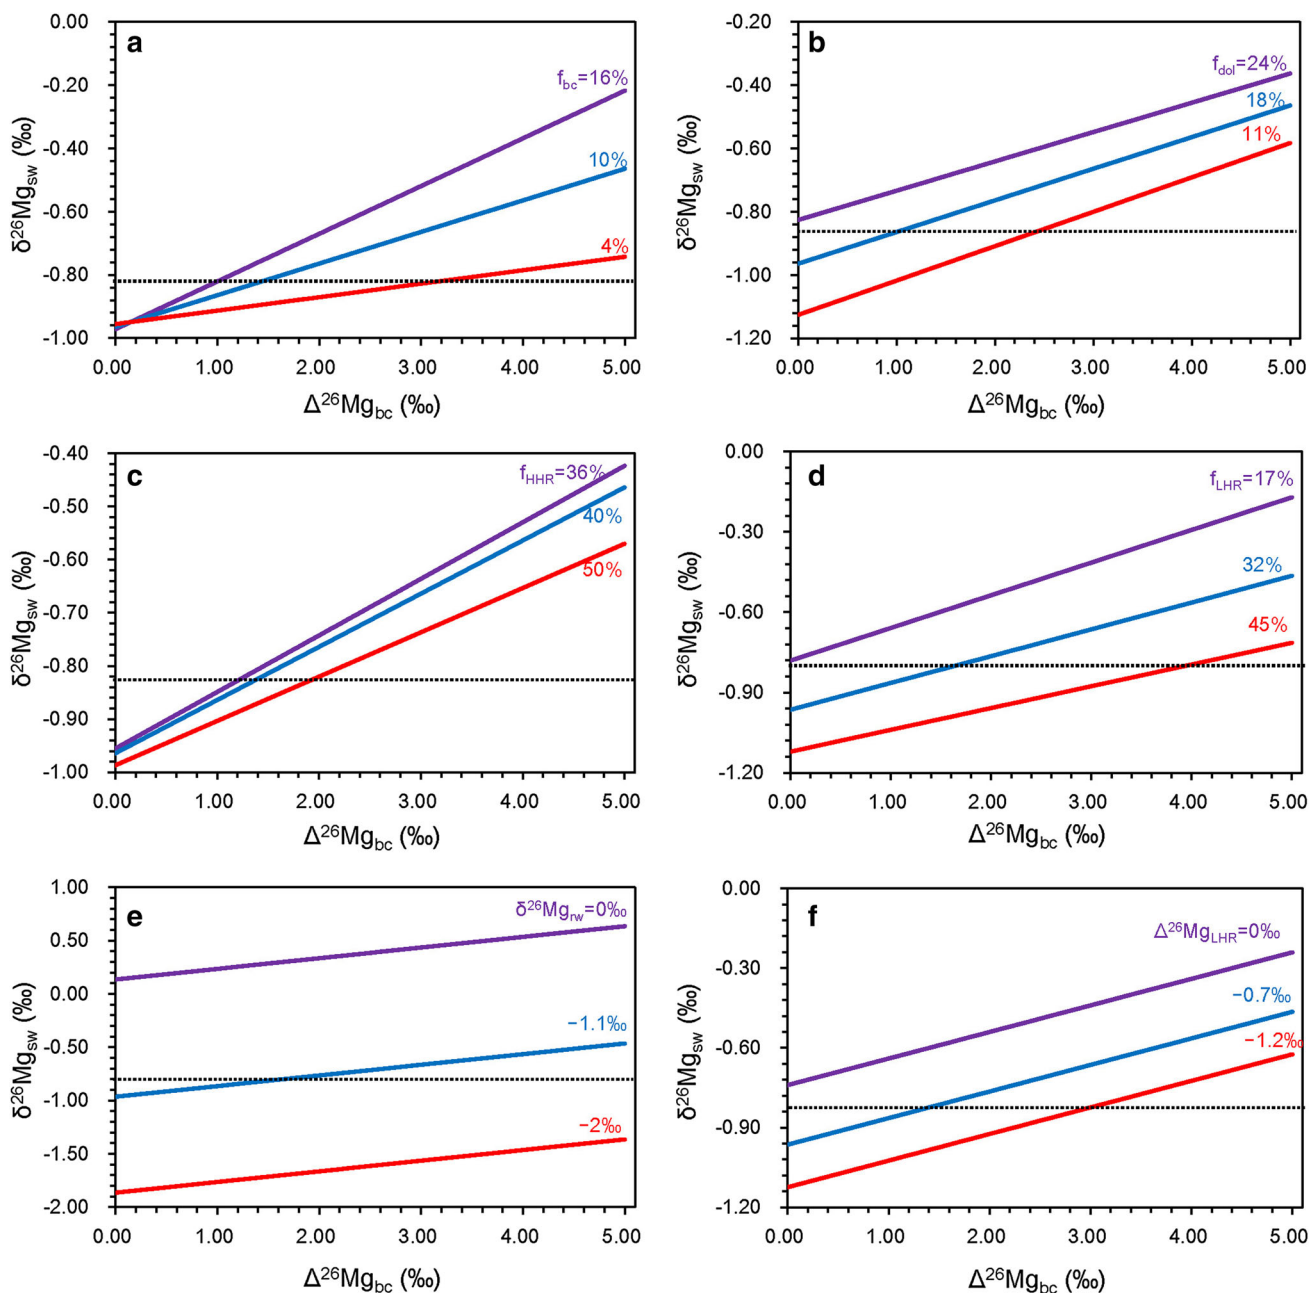 a
f_bc=16%
10%
4%
0.00
-0.20
-0.40
-0.60
-0.80
-1.00
0.00 1.00 2.00 3.00 4.00 5.00
δ²⁶Mg_sw (‰)
Δ²⁶Mg_bc (‰)
b
f_dol=24%
18%
11%
-0.20
-0.40
-0.60
-0.80
-1.00
-1.20
0.00 1.00 2.00 3.00 4.00 5.00
δ²⁶Mg_sw (‰)
Δ²⁶Mg_bc (‰)
c
f_HHR=36%
40%
50%
-0.40
-0.50
-0.60
-0.70
-0.80
-0.90
-1.00
0.00 1.00 2.00 3.00 4.00 5.00
δ²⁶Mg_sw (‰)
Δ²⁶Mg_bc (‰)
d
f_LHR=17%
32%
45%
0.00
-0.30
-0.60
-0.90
-1.20
0.00 1.00 2.00 3.00 4.00 5.00
δ²⁶Mg_sw (‰)
Δ²⁶Mg_bc (‰)
e
δ²⁶Mg_rw=0‰
−1.1‰
−2‰
1.00
0.50
0.00
-0.50
-1.00
-1.50
-2.00
0.00 1.00 2.00 3.00 4.00 5.00
δ²⁶Mg_sw (‰)
Δ²⁶Mg_bc (‰)
f
Δ²⁶Mg_LHR=0‰
−0.7‰
−1.2‰
0.00
-0.30
-0.60
-0.90
-1.20
0.00 1.00 2.00 3.00 4.00 5.00
δ²⁶Mg_sw (‰)
Δ²⁶Mg_bc (‰)